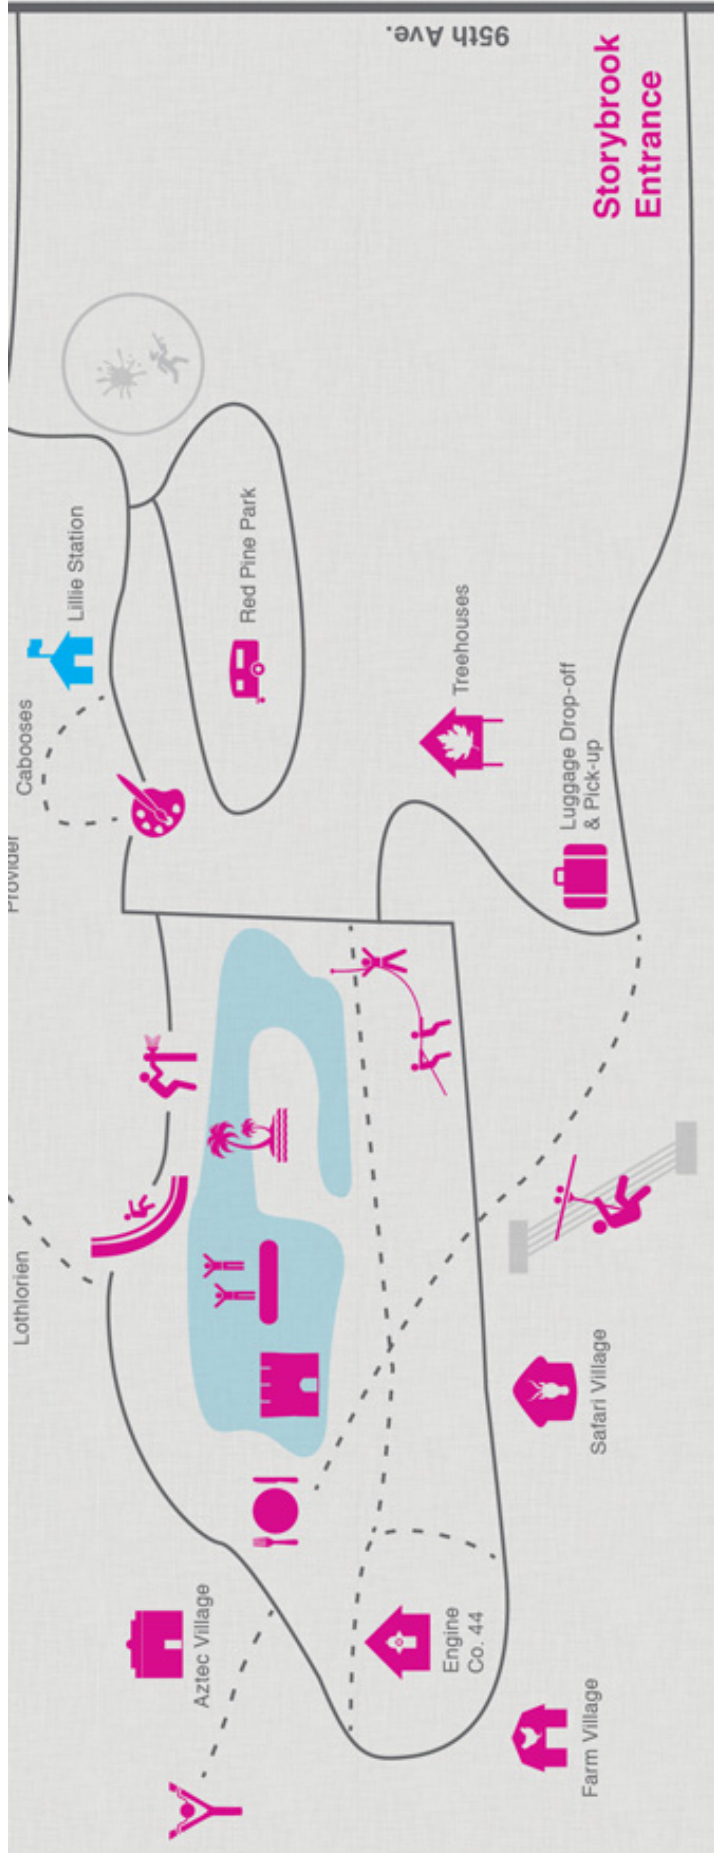 95th Ave.
Storybrook
Entrance
Lillie Station
Red Pine Park
Cabooses
Treehouses
Luggage Drop-off
& Pick-up
Provider
Lothlorien
Safari Village
Aztec Village
Engine
Co. 44
Farm Village